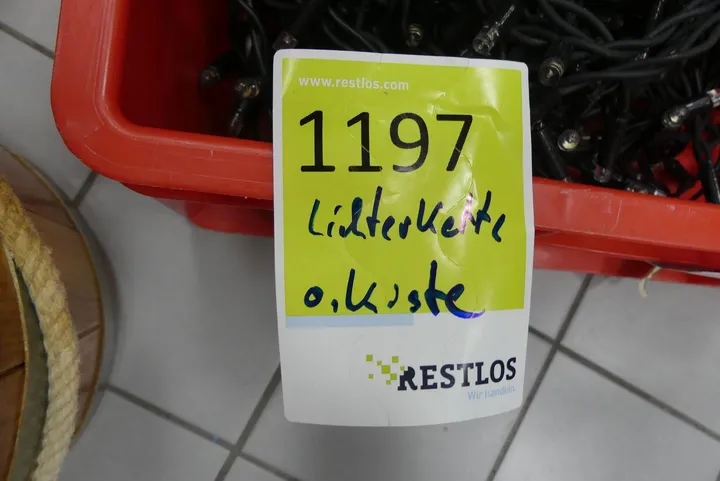 www.restlos.com
1197
Lichterkette
o. Kiste
RESTLOS
Wir handeln.